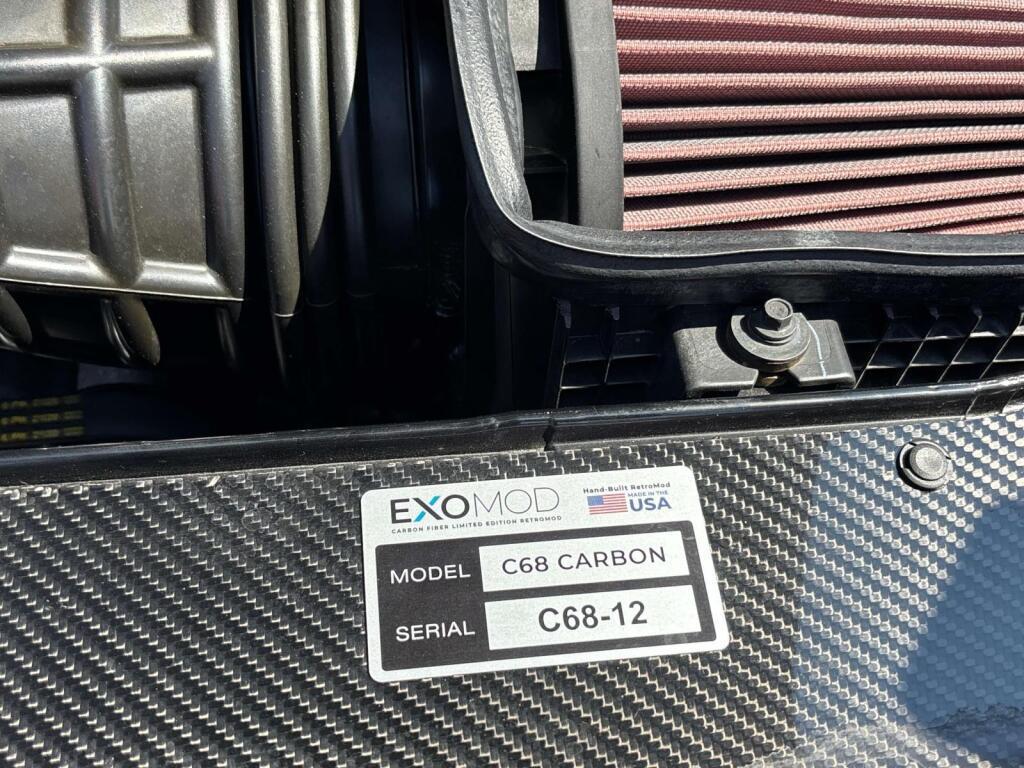 EXOMOD
CARBON FIBER LIMITED EDITION RETROMOD
Hand-Built RetroMod
MADE IN THE
USA
MODEL C68 CARBON
SERIAL C68-12